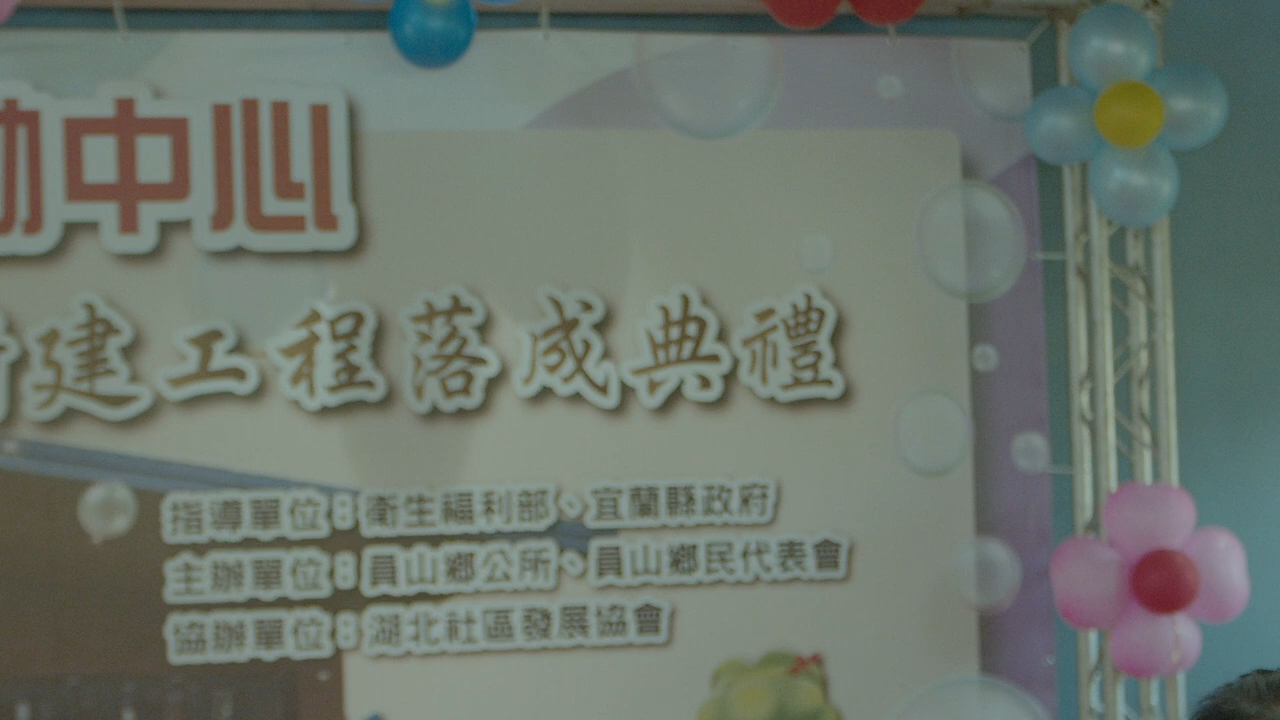 動中心
建工程落成典禮
指導單位：衛生福利部、宜蘭縣政府
主辦單位：員山鄉公所、員山鄉民代表會
協辦單位：湖北社區發展協會